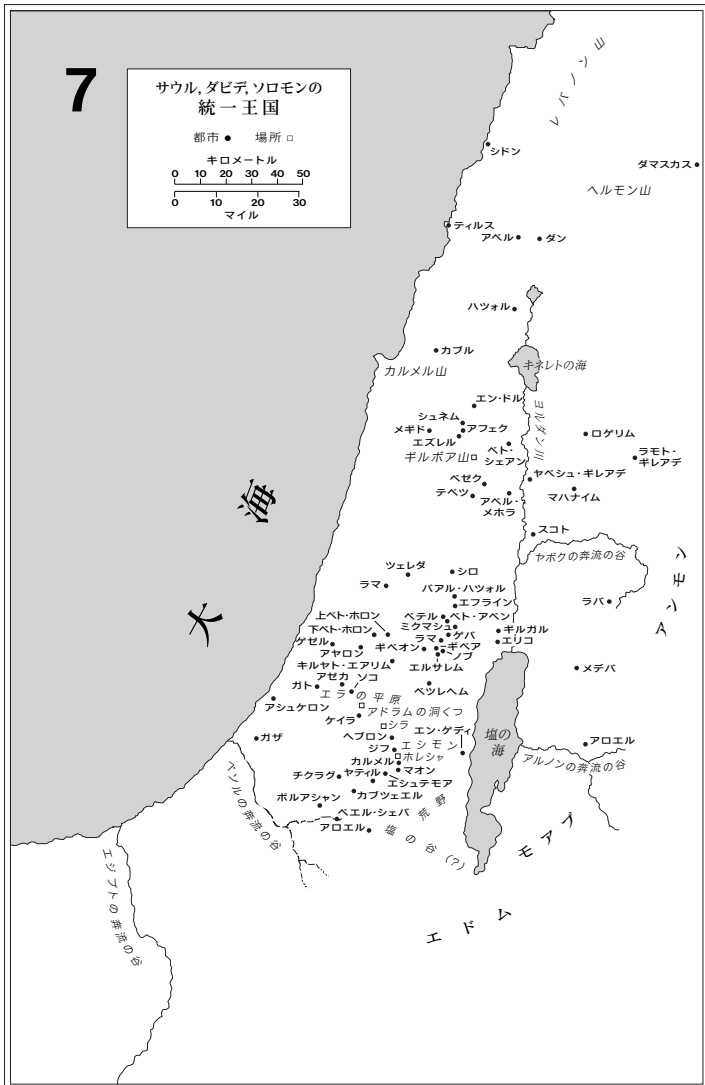 7
サウル, ダビデ, ソロモンの
統一王国
都市 ● 場所 □
キロメートル
0 10 20 30 40 50
0 10 20 30
マイル
レバノン山
シドン
ダマスカス
ヘルモン山
ティルス
アベル
ダン
ハツォル
カブル
キネレトの海
カルメル山
エン・ドル
ヨルダン川
シュネム
メギド
アフェク
エズレル
ロゲリム
ギルボア山
ベト・
シェアン
ラモト・
ギレアデ
ベゼク
ヤベシュ・ギレアデ
テベツ
アベル・
メホラ
マハナイム
大海
スコト
ヤボクの奔流の谷
アンモン
ツェレダ
シロ
ラマ
バアル・ハツォル
エフライン
ラバ
上ベト・ホロン
ベテル
ベト・アベン
下ベト・ホロン
ミクマシュ
ギルガル
ゲゼル
ラマ
ゲバ
エリコ
アヤロン
ギベオン
ギベア
ノブ
キルヤト・エアリム
エルサレム
メデバ
アゼカ
ソコ
ガト
エラの平原
ベツレヘム
アシュケロン
アドラムの洞くつ
ケイラ
シラ
エン・ゲディ
塩の
海
ガザ
ヘブロン
エシモン
アロエル
ジフ
ホレシャ
カルメル
マオン
アルノンの奔流の谷
チクラグ
ヤティル
エシュテモア
ベソルの奔流の谷
カブツェエル
ボルアシャン
荒野
ベエル・シェバ
アロエル
塩の谷 (?)
モアブ
エジプトの奔流の谷
エドム